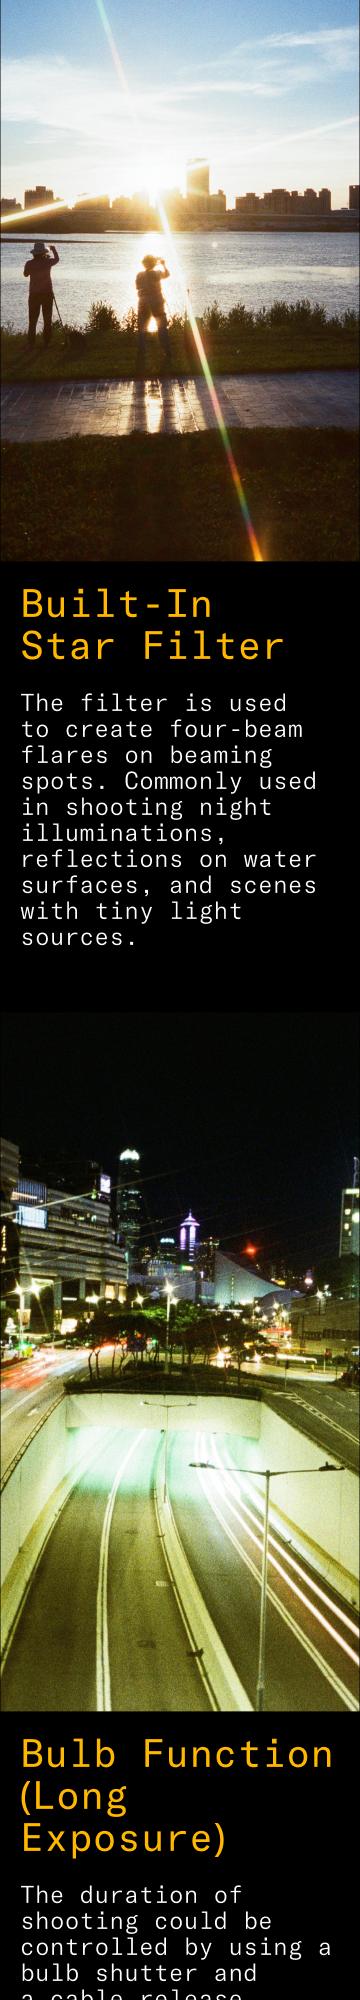 Built-In
Star Filter
The filter is used
to create four-beam
flares on beaming
spots. Commonly used
in shooting night
illuminations,
reflections on water
surfaces, and scenes
with tiny light
sources.
Bulb Function
(Long
Exposure)
The duration of
shooting could be
controlled by using a
bulb shutter and
a cable release